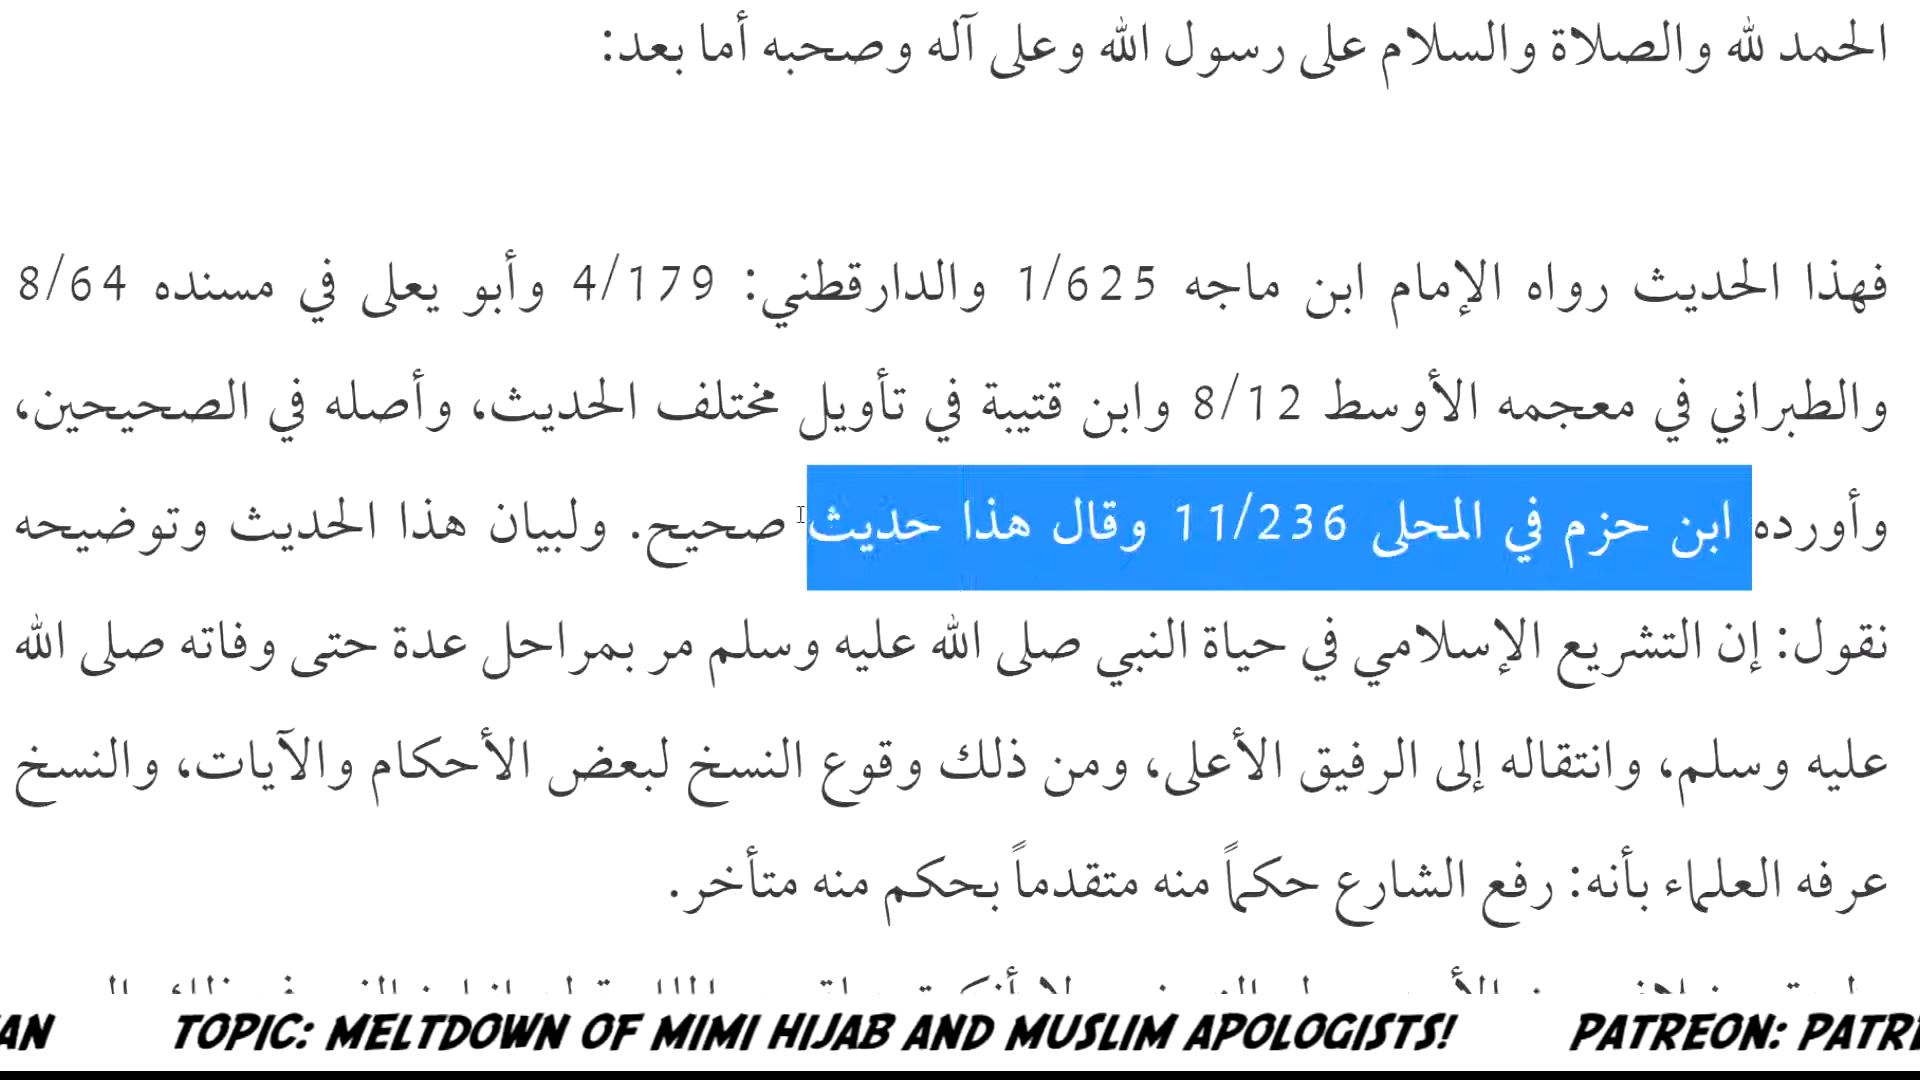 الحمد لله والصلاة والسلام على رسول الله وعلى آله وصحبه أما بعد:
فهذا الحديث رواه الإمام ابن ماجه 1/625 والدارقطني: 4/179 وأبو يعلى في مسنده 8/64
والطبراني في معجمه الأوسط 8/12 وابن قتيبة في تأويل مختلف الحديث، وأصله في الصحيحين،
وأورده ابن حزم في المحلى 11/236 وقال هذا حديث صحيح. ولبيان هذا الحديث وتوضيحه
نقول: إن التشريع الإسلامي في حياة النبي صلى الله عليه وسلم مر بمراحل عدة حتى وفاته صلى الله
عليه وسلم، وانتقاله إلى الرفيق الأعلى، ومن ذلك وقوع النسخ لبعض الأحكام والآيات، والنسخ
عرفه العلماء بأنه: رفع الشارع حكماً منه متقدماً بحكم منه متأخر.
AN TOPIC: MELTDOWN OF MIMI HIJAB AND MUSLIM APOLOGISTS! PATREON: PATRE